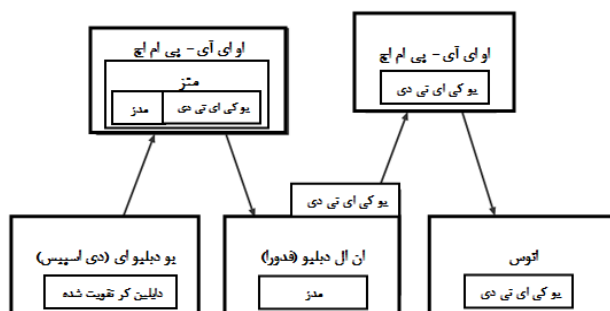 او ای آی - پی ام اچ
متز
یو کی ای تی دی
مدز
او ای آی - پی ام اچ
یو کی ای تی دی
یو کی ای تی دی
یو دبلیو ای (دی اسپیس)
دابلین کر تقویت شده
ان ال دبلیو (فدورا)
مدز
اتوس
یو کی ای تی دی